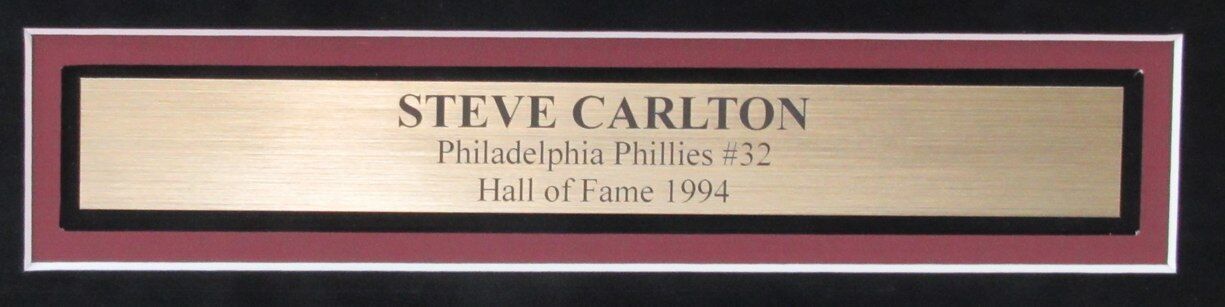 STEVE CARLTON
Philadelphia Phillies #32
Hall of Fame 1994